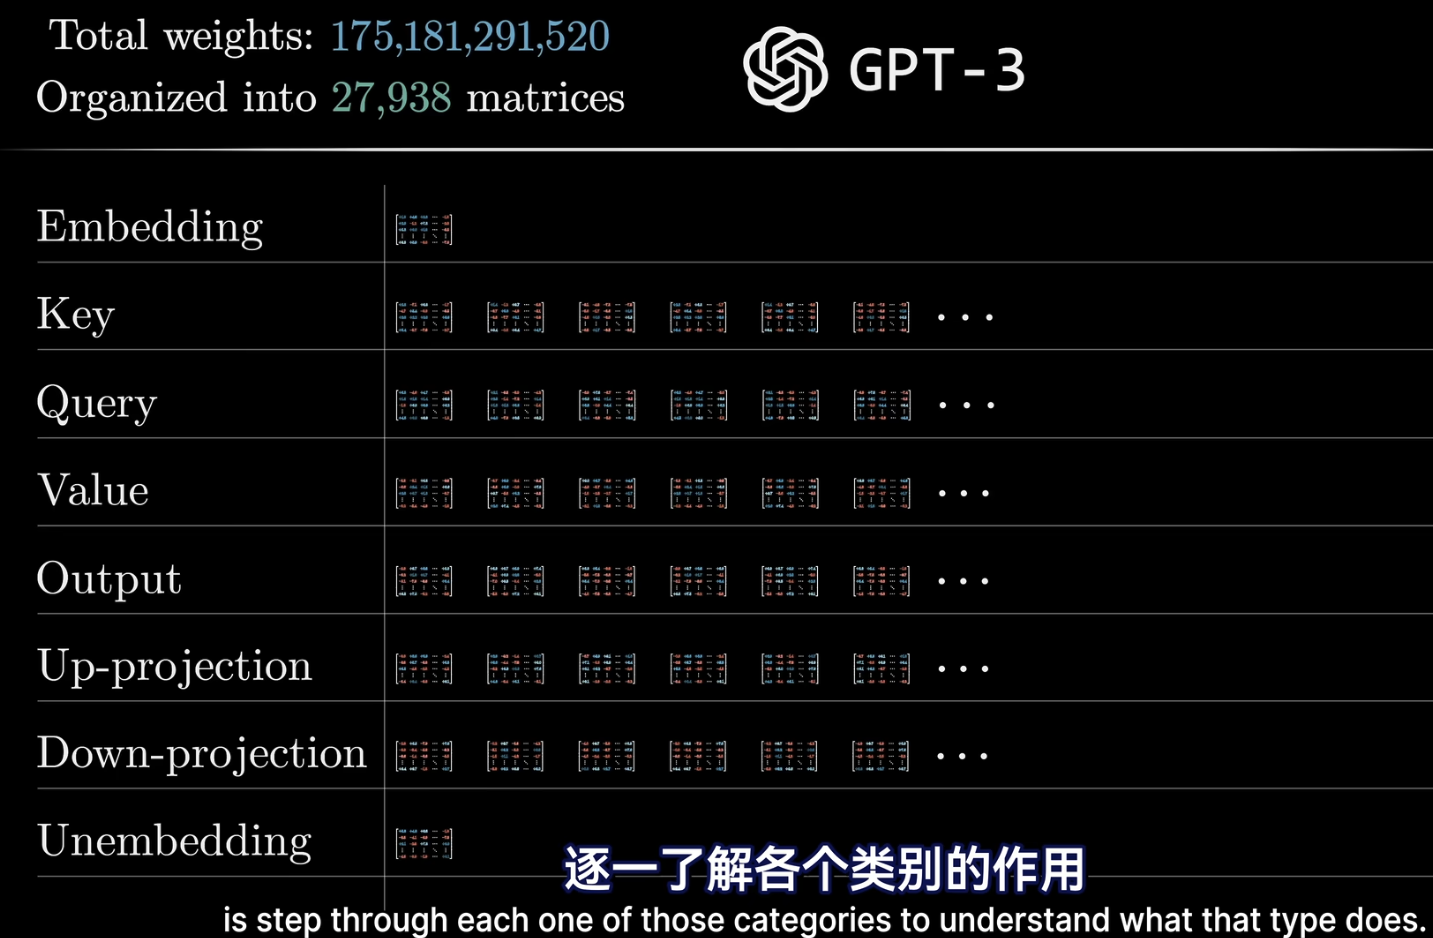 Total weights: 175,181,291,520
Organized into 27,938 matrices
GPT-3
Embedding
Key
Query
Value
Output
Up-projection
Down-projection
Unembedding
逐一了解各个类别的作用
is step through each one of those categories to understand what that type does.